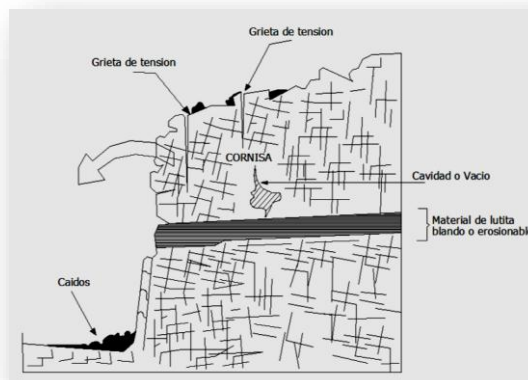 Grieta de tension
Grieta de tension
CORNISA
Cavidad o Vacio
Material de lutita
blando o erosionable
Caidos